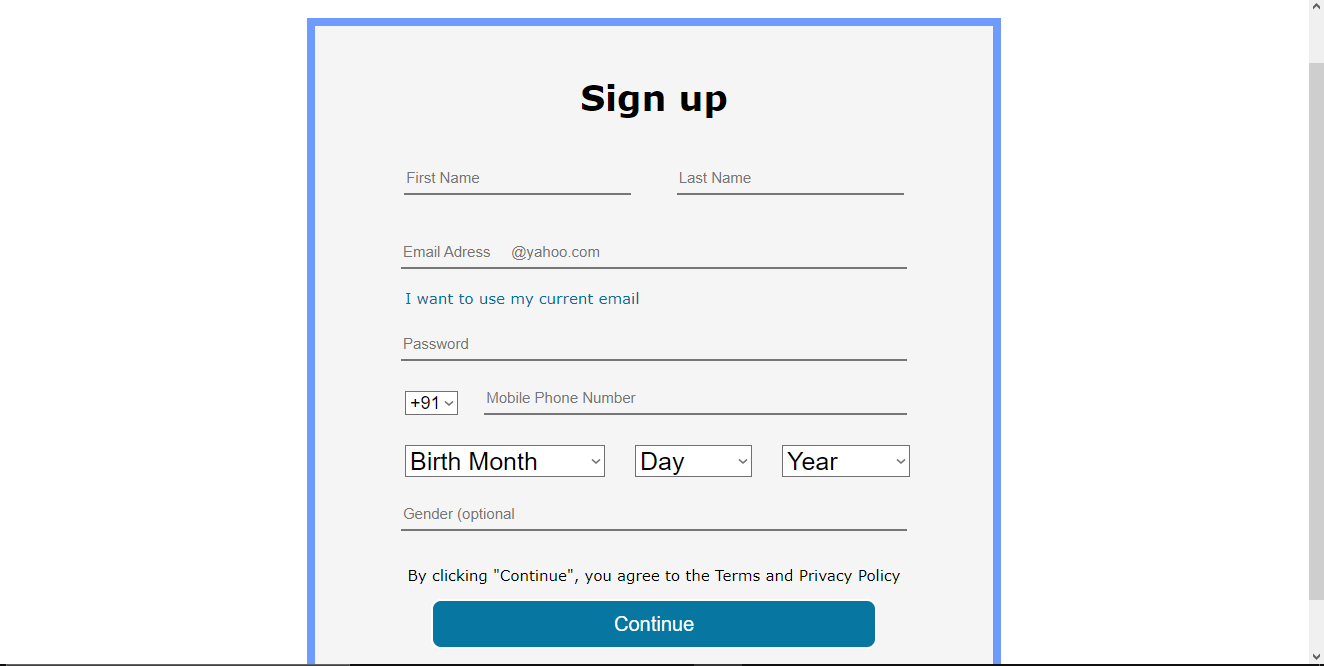 Sign up
First Name Last Name
Email Adress @yahoo.com
I want to use my current email
Password
+91 Mobile Phone Number
Birth Month Day Year
Gender (optional
By clicking "Continue", you agree to the Terms and Privacy Policy
Continue